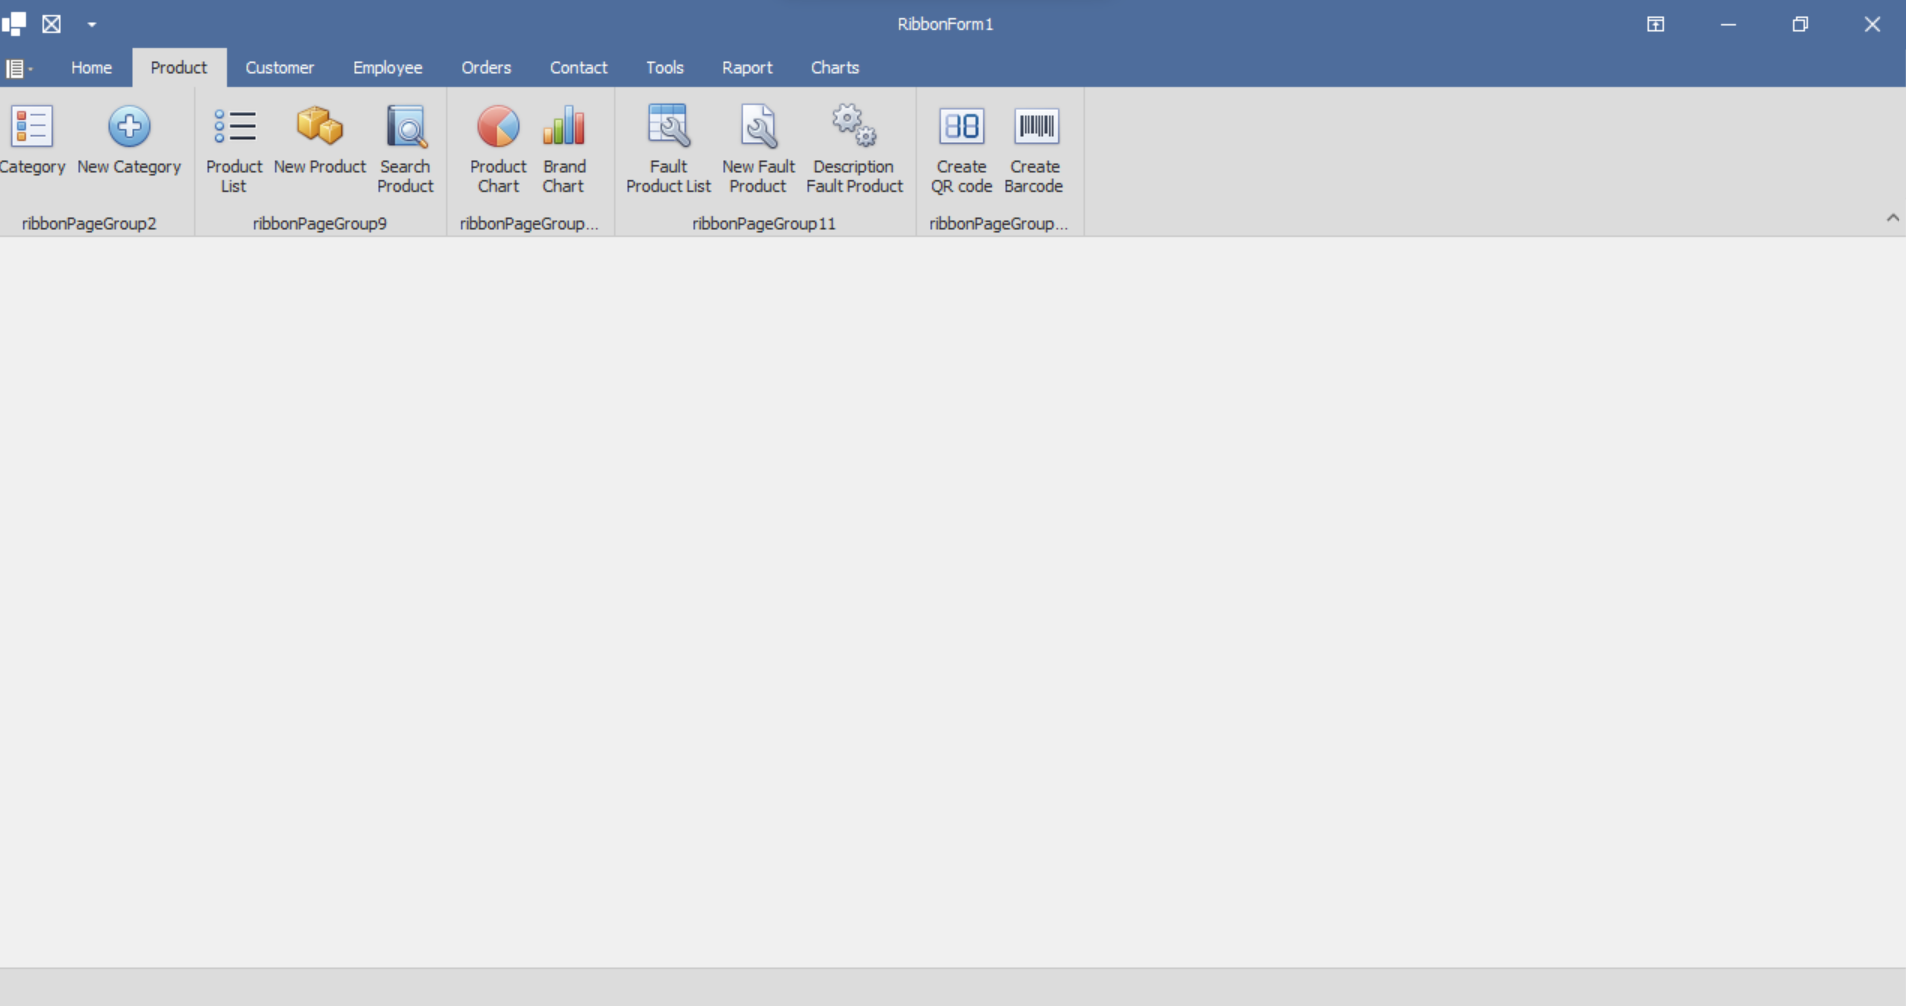 RibbonForm1
Home Product Customer Employee Orders Contact Tools Raport Charts
Category New Category
Product List New Product Search Product
Product Chart Brand Chart
Fault Product List New Fault Product Description Fault Product
Create QR code Create Barcode
ribbonPageGroup2 ribbonPageGroup9 ribbonPageGroup... ribbonPageGroup11 ribbonPageGroup...